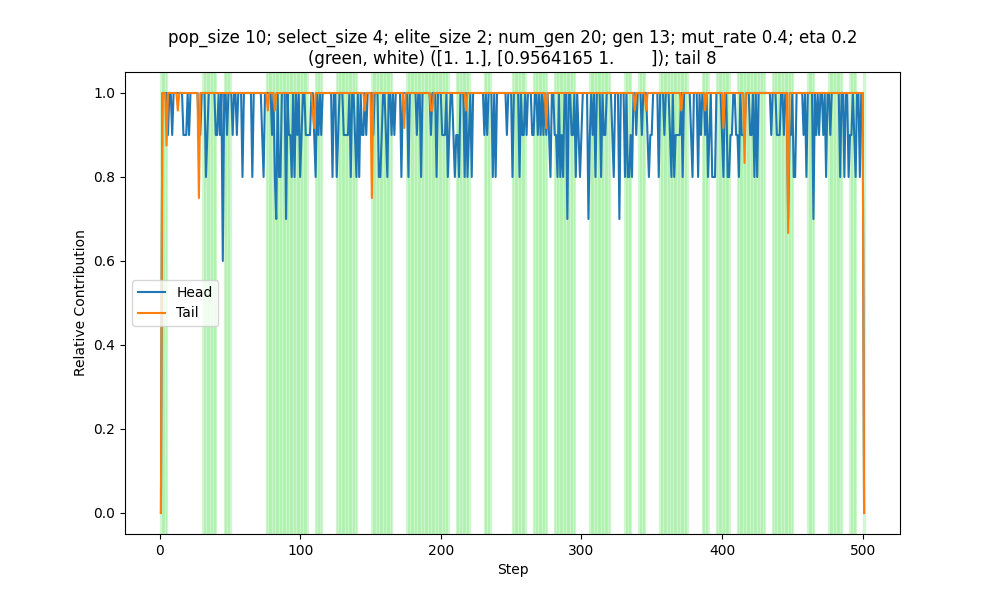 pop_size 10; select_size 4; elite_size 2; num_gen 20; gen 13; mut_rate 0.4; eta 0.2
(green, white) ([1. 1.], [0.9564165 1.        ]); tail 8
1.0
0.8
0.6
0.4
0.2
0.0
Relative Contribution
Head
Tail
0
100
200
300
400
500
Step